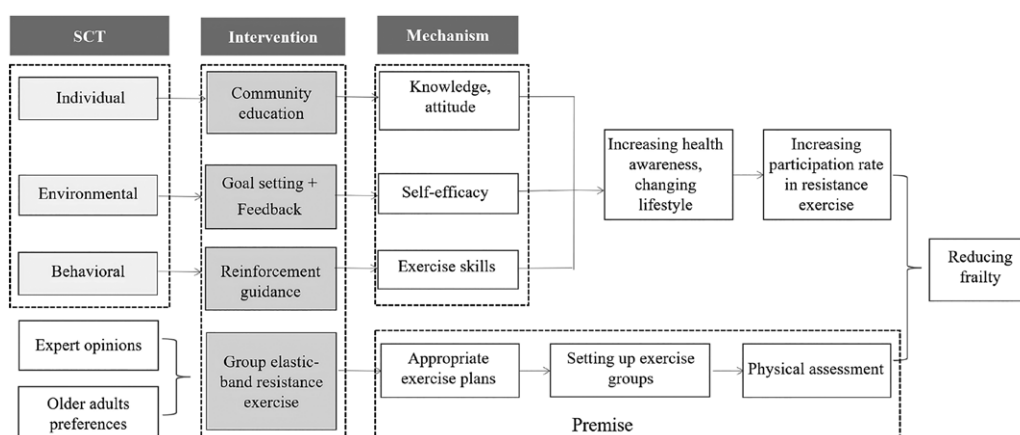 SCT
Intervention
Mechanism
Individual
Community
education
Knowledge,
attitude
Environmental
Goal setting +
Feedback
Self-efficacy
Increasing health
awareness,
changing
lifestyle
Increasing
participation rate
in resistance
exercise
Behavioral
Reinforcement
guidance
Exercise skills
Reducing
frailty
Expert opinions
Older adults
preferences
Group elastic-
band resistance
exercise
Appropriate
exercise plans
Setting up exercise
groups
Physical assessment
Premise